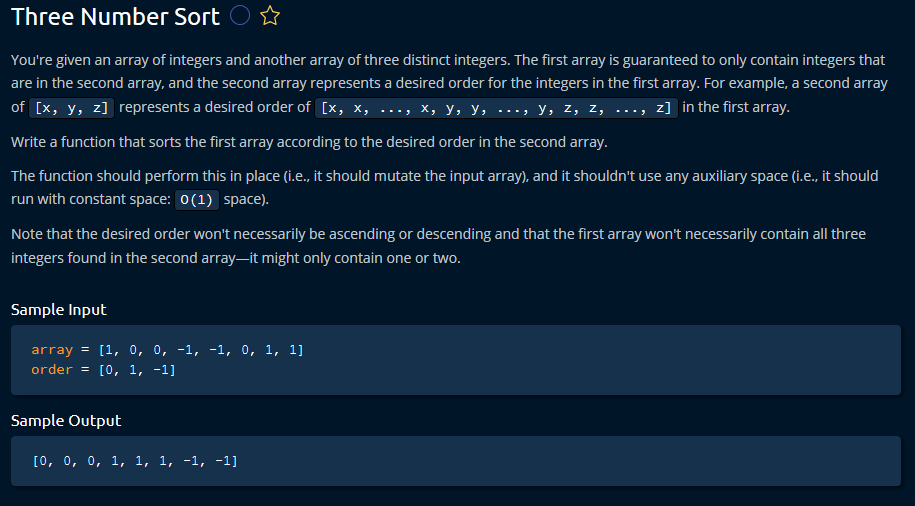 Three Number Sort
You're given an array of integers and another array of three distinct integers. The first array is guaranteed to only contain integers that
are in the second array, and the second array represents a desired order for the integers in the first array. For example, a second array
of [x, y, z] represents a desired order of [x, x, ..., x, y, y, ..., y, z, z, ..., z] in the first array.
Write a function that sorts the first array according to the desired order in the second array.
The function should perform this in place (i.e., it should mutate the input array), and it shouldn't use any auxiliary space (i.e., it should
run with constant space: O(1) space).
Note that the desired order won't necessarily be ascending or descending and that the first array won't necessarily contain all three
integers found in the second array—it might only contain one or two.
Sample Input
array = [1, 0, 0, -1, -1, 0, 1, 1]
order = [0, 1, -1]
Sample Output
[0, 0, 0, 1, 1, 1, -1, -1]